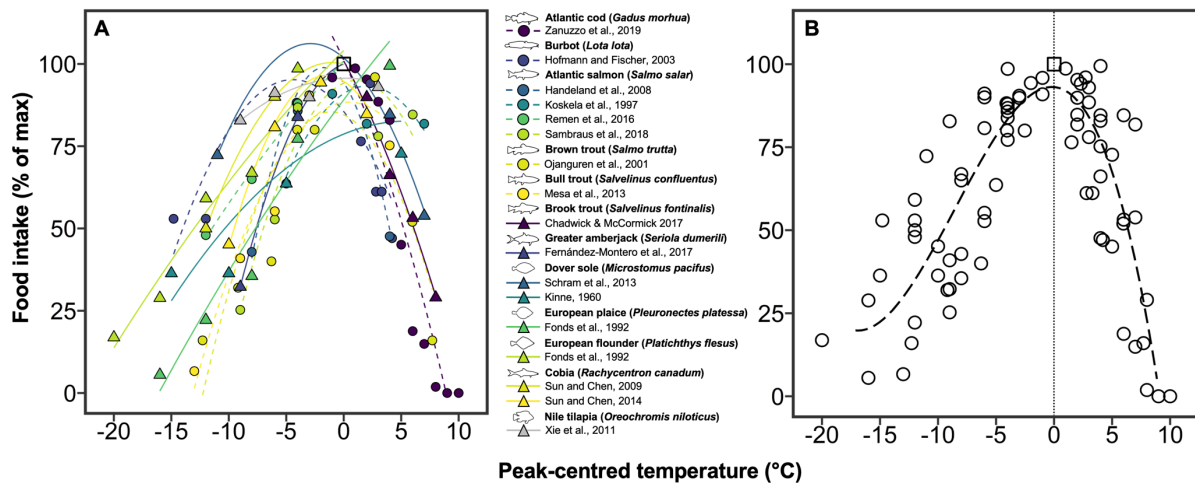 A
Food intake (% of max)
100
75
50
25
0
-20 -15 -10 -5 0 5 10
Atlantic cod (Gadus morhua)
Zanuzzo et al., 2019
Burbot (Lota lota)
Hofmann and Fischer, 2003
Atlantic salmon (Salmo salar)
Handeland et al., 2008
Koskela et al., 1997
Remen et al., 2016
Sambraus et al., 2018
Brown trout (Salmo trutta)
Ojanguren et al., 2001
Bull trout (Salvelinus confluentus)
Mesa et al., 2013
Brook trout (Salvelinus fontinalis)
Chadwick & McCormick 2017
Greater amberjack (Seriola dumerili)
Fernández-Montero et al., 2017
Dover sole (Microstomus pacifus)
Schram et al., 2013
Kinne, 1960
European plaice (Pleuronectes platessa)
Fonds et al., 1992
European flounder (Platichthys flesus)
Fonds et al., 1992
Cobia (Rachycentron canadum)
Sun and Chen, 2009
Sun and Chen, 2014
Nile tilapia (Oreochromis niloticus)
Xie et al., 2011
B
100
75
50
25
0
-20 -15 -10 -5 0 5 10
Peak-centred temperature (°C)